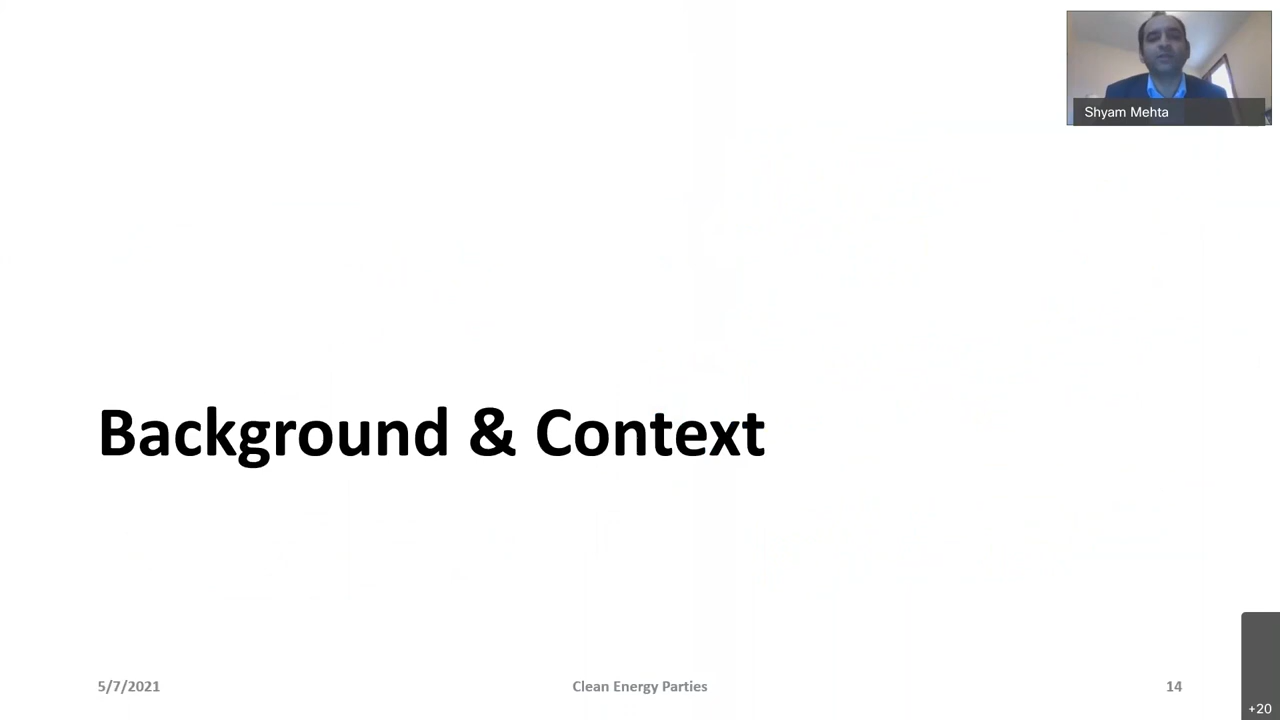 Shyam Mehta
Background & Context
5/7/2021
Clean Energy Parties
14
+20